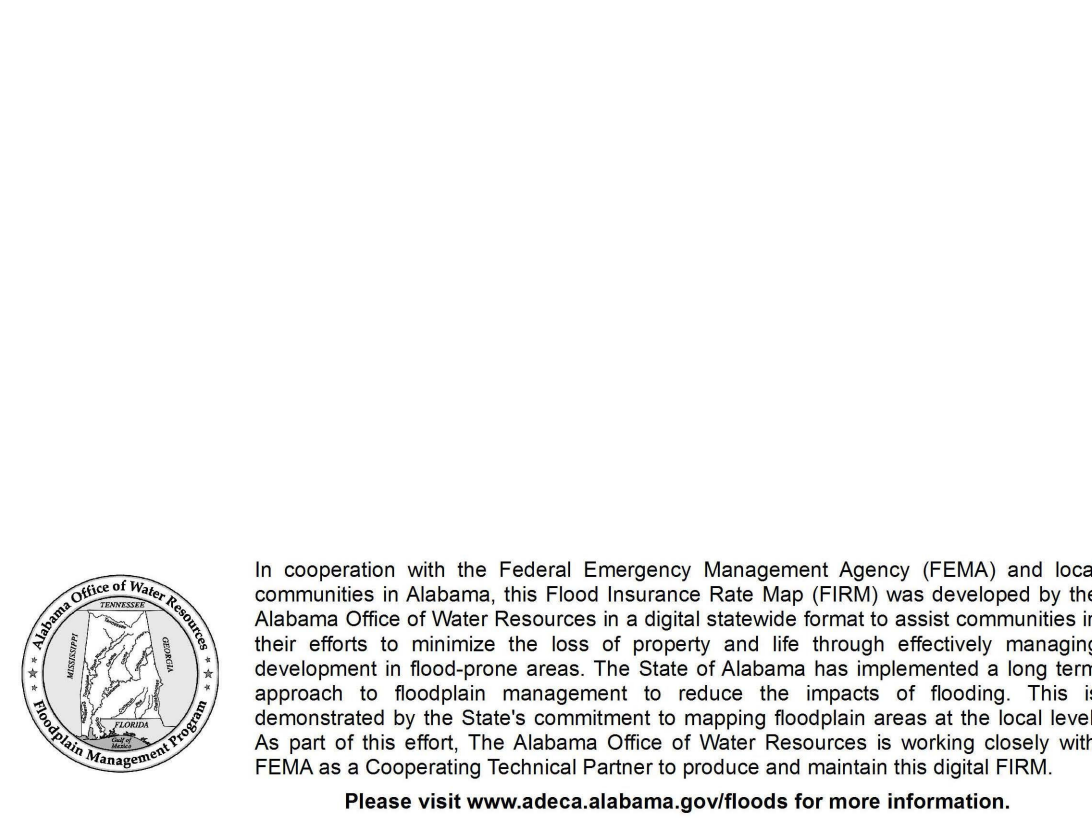 Alabama Office of Water Resources
TENNESSEE
MISSISSIPPI
GEORGIA
FLORIDA
Gulf of
Mexico
Floodplain Management Program
In cooperation with the Federal Emergency Management Agency (FEMA) and local
communities in Alabama, this Flood Insurance Rate Map (FIRM) was developed by the
Alabama Office of Water Resources in a digital statewide format to assist communities in
their efforts to minimize the loss of property and life through effectively managing
development in flood-prone areas. The State of Alabama has implemented a long term
approach to floodplain management to reduce the impacts of flooding. This is
demonstrated by the State's commitment to mapping floodplain areas at the local level.
As part of this effort, The Alabama Office of Water Resources is working closely with
FEMA as a Cooperating Technical Partner to produce and maintain this digital FIRM.
Please visit www.adeca.alabama.gov/floods for more information.